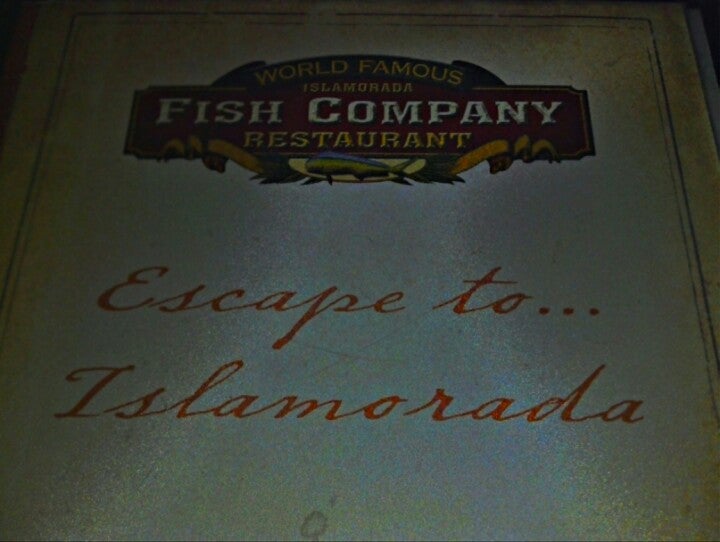 WORLD FAMOUS
ISLAMORADA
FISH COMPANY
RESTAURANT
Escape to...
Islamorada